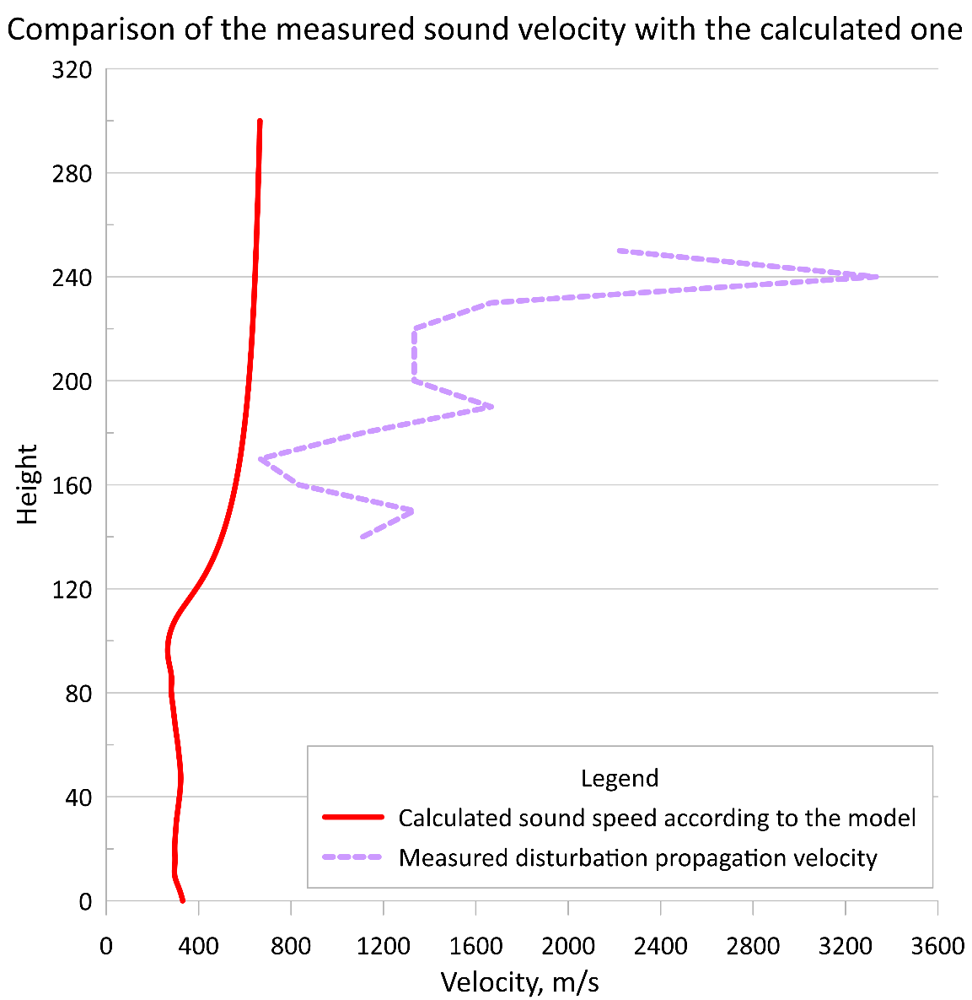 Comparison of the measured sound velocity with the calculated one
320
280
240
200
160
120
80
40
0
Height
Legend
Calculated sound speed according to the model
Measured disturbation propagation velocity
0 400 800 1200 1600 2000 2400 2800 3200 3600
Velocity, m/s